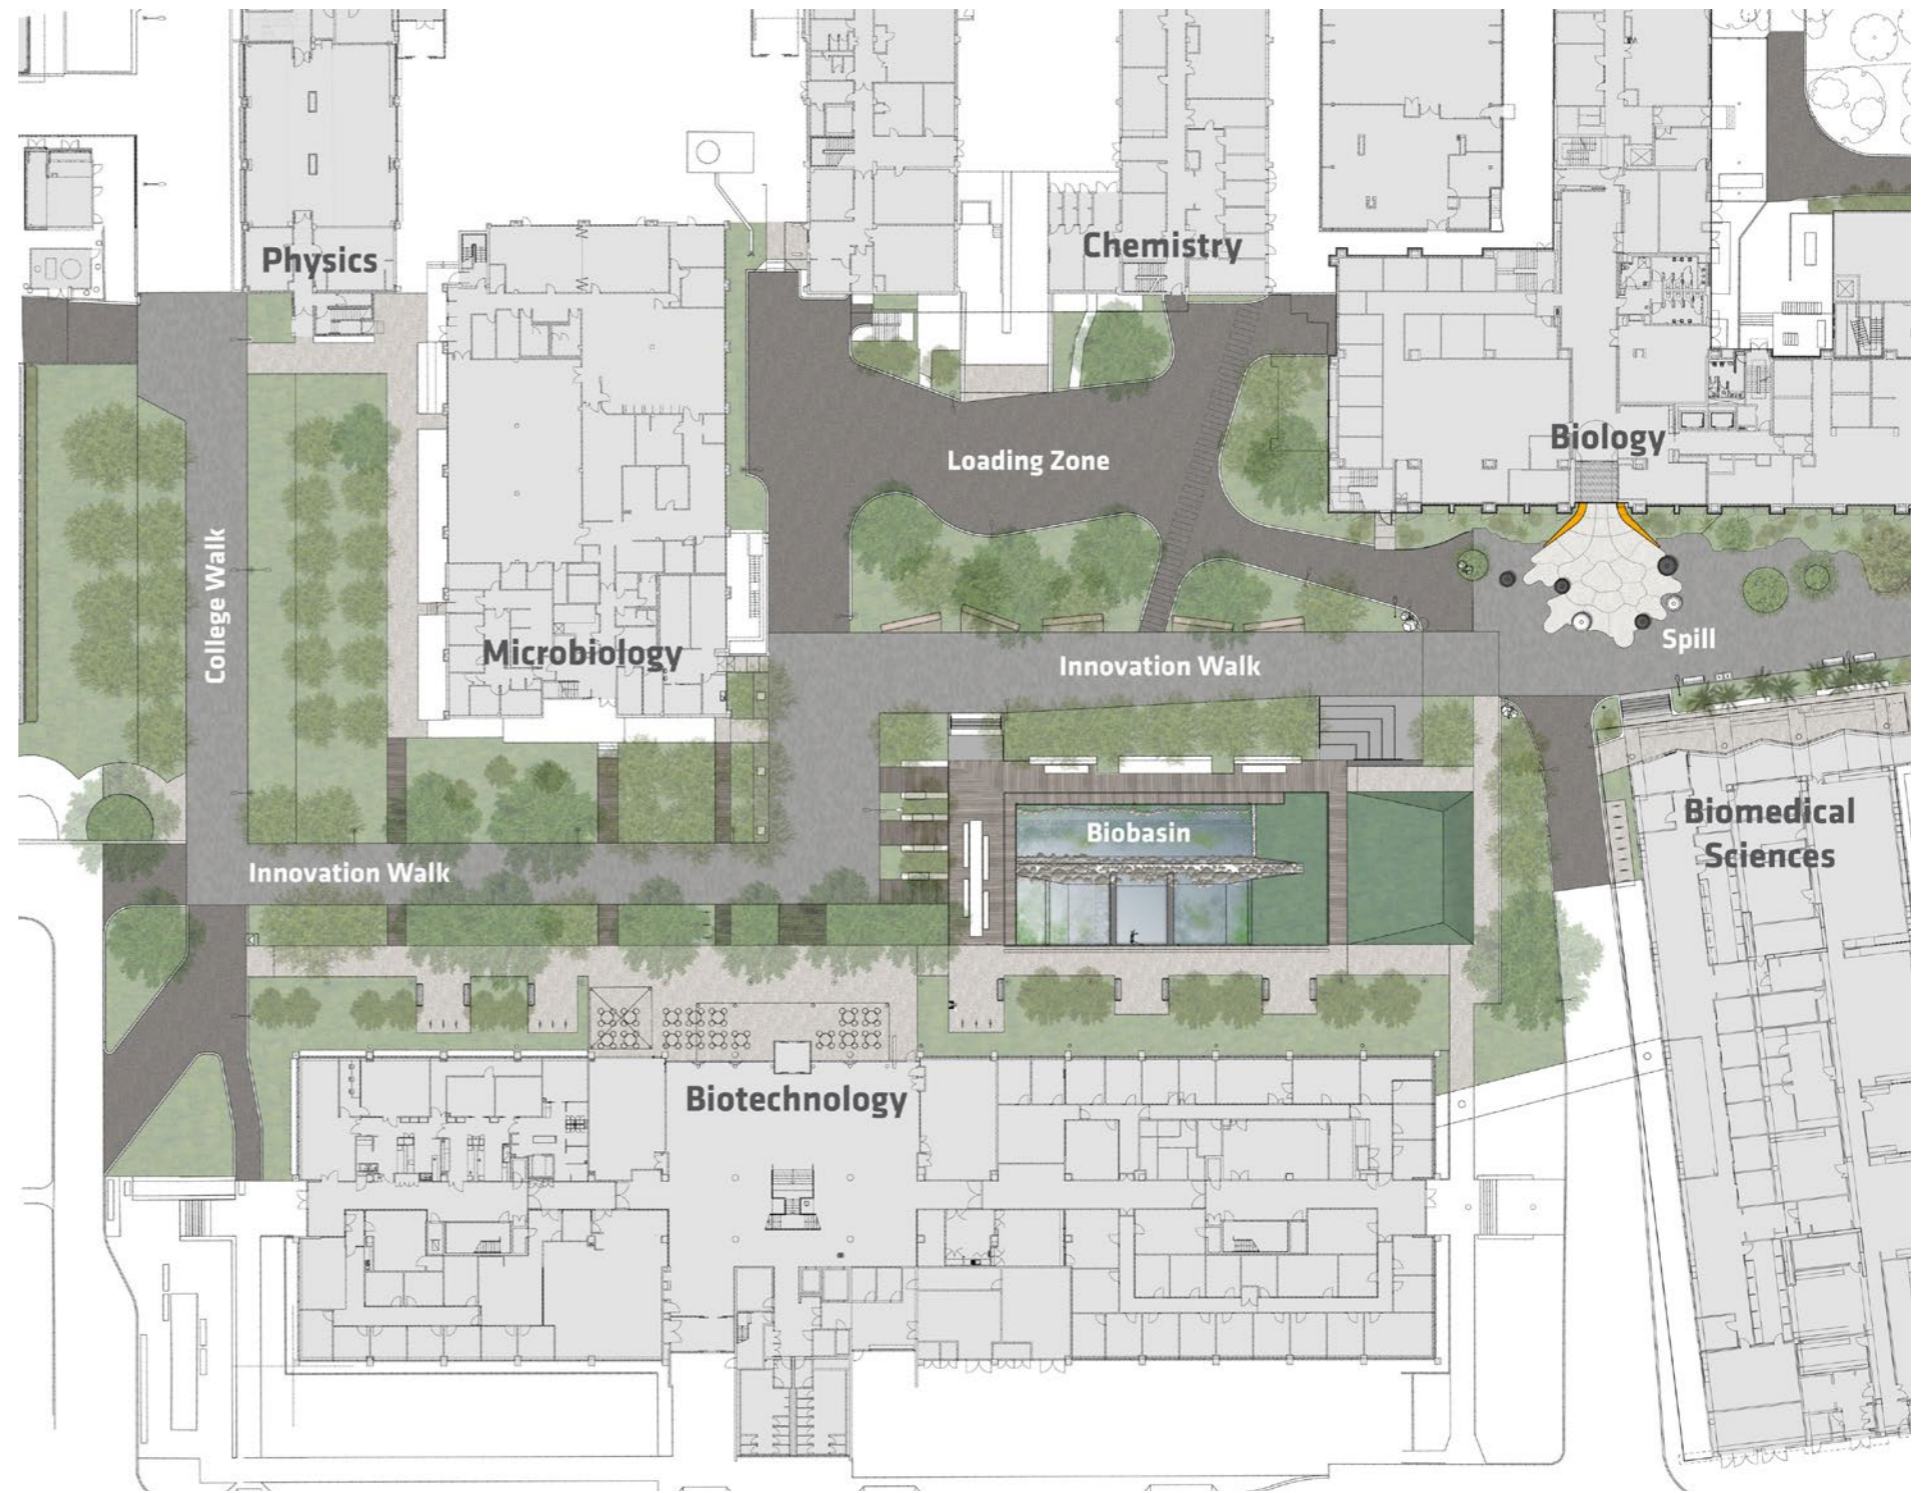 Physics
Chemistry
Biology
Loading Zone
College Walk
Microbiology
Innovation Walk
Spill
Biobasin
Biomedical
Sciences
Innovation Walk
Biotechnology